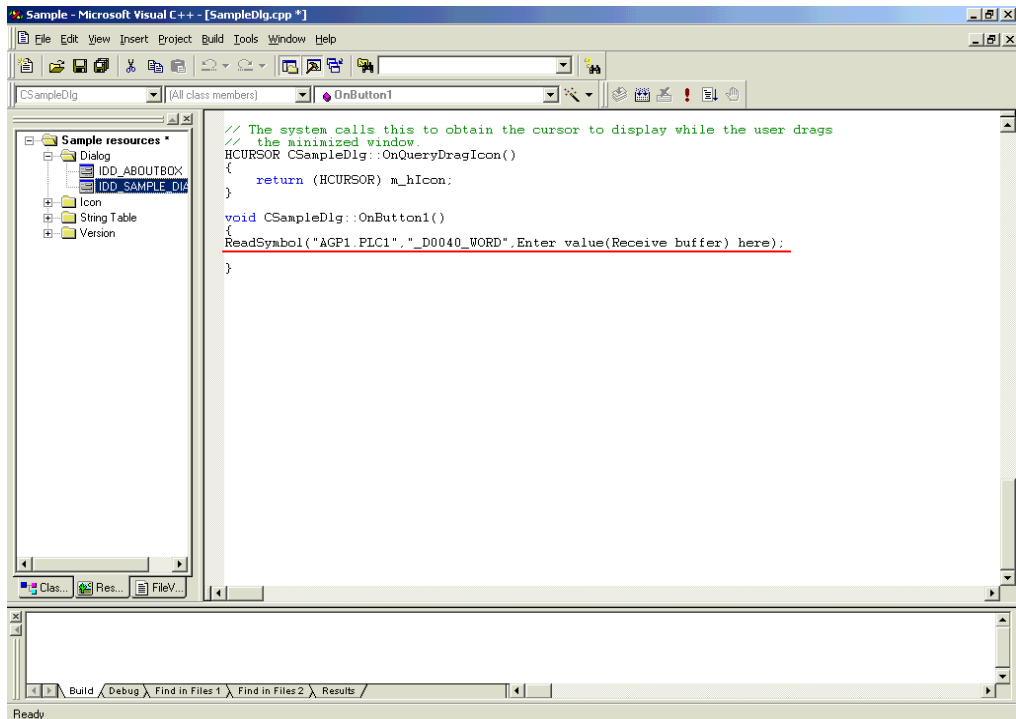 Sample - Microsoft Visual C++ - [SampleDlg.cpp *]
File Edit View Insert Project Build Tools Window Help
CSampleDlg (All class members) OnButton1
Sample resources *
Dialog
IDD_ABOUTBOX
IDD_SAMPLE_DIA
Icon
String Table
Version
// The system calls this to obtain the cursor to display while the user drags
//  the minimized window.
HCURSOR CSampleDlg::OnQueryDragIcon()
{
    return (HCURSOR) m_hIcon;
}
void CSampleDlg::OnButton1()
{
ReadSymbol("AGP1.PLC1","_D0040_WORD",Enter value(Receive buffer) here);
}
Clas... Res... FileV...
Build Debug Find in Files 1 Find in Files 2 Results
Ready